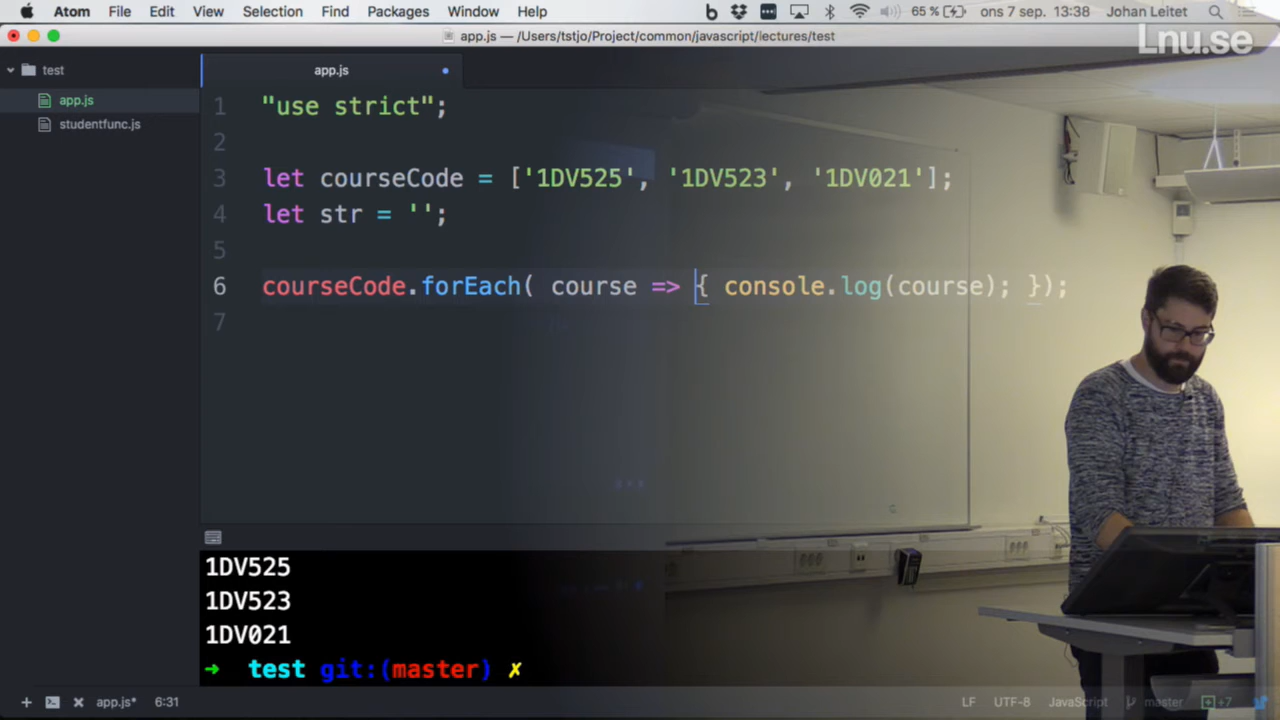 Atom File Edit View Selection Find Packages Window Help 65 % ons 7 sep. 13:38 Johan Leitet
app.js — /Users/tstjo/Project/common/javascript/lectures/test
Lnu.se
test
app.js
studentfunc.js
app.js
1 "use strict";
2
3 let courseCode = ['1DV525', '1DV523', '1DV021'];
4 let str = '';
5
6 courseCode.forEach( course => { console.log(course); });
7
1DV525
1DV523
1DV021
➜ test git:(master) ✗
app.js* 6:31 LF UTF-8 JavaScript master +7